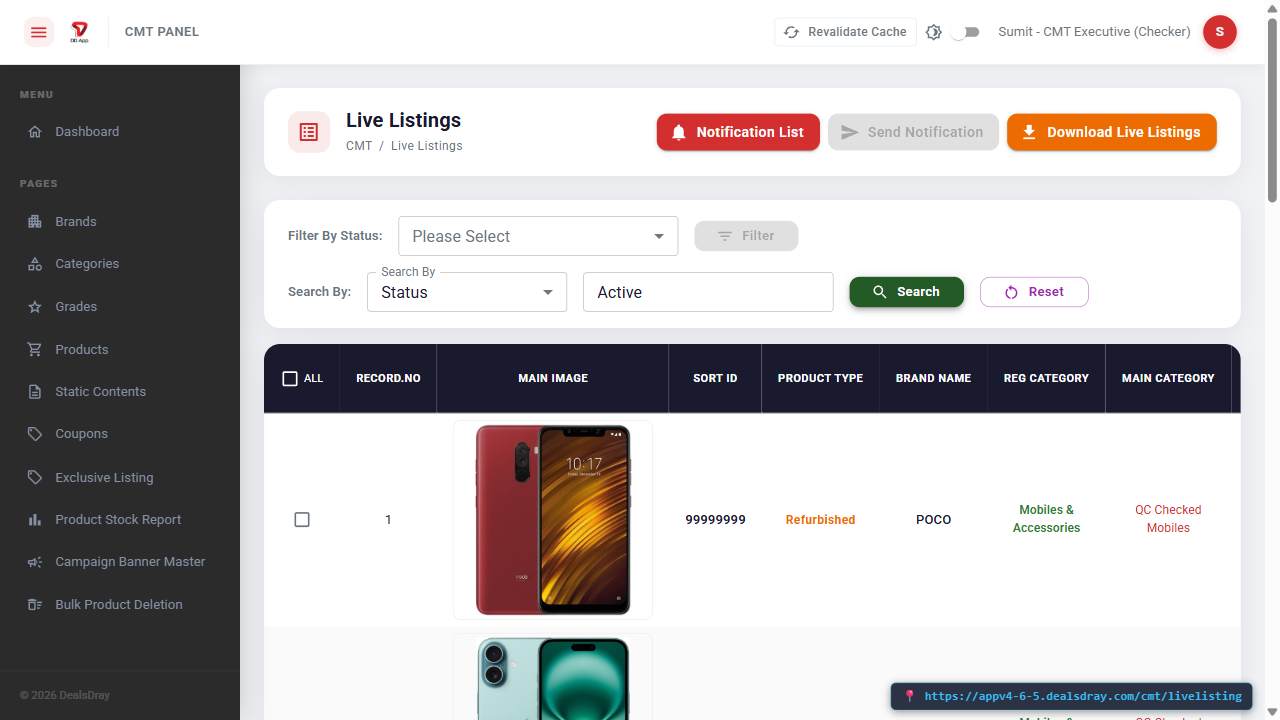 DD App
CMT PANEL
Revalidate Cache
Sumit - CMT Executive (Checker)
S
MENU
Dashboard
PAGES
Brands
Categories
Grades
Products
Static Contents
Coupons
Exclusive Listing
Product Stock Report
Campaign Banner Master
Bulk Product Deletion
© 2026 DealsDray
Live Listings
CMT / Live Listings
Notification List
Send Notification
Download Live Listings
Filter By Status:
Please Select
Filter
Search By:
Search By
Status
Active
Search
Reset
ALL
RECORD.NO
MAIN IMAGE
SORT ID
PRODUCT TYPE
BRAND NAME
REG CATEGORY
MAIN CATEGORY
1
10:17
POCO
99999999
Refurbished
POCO
Mobiles &
Accessories
QC Checked
Mobiles
https://appv4-6-5.dealsdray.com/cmt/livelisting